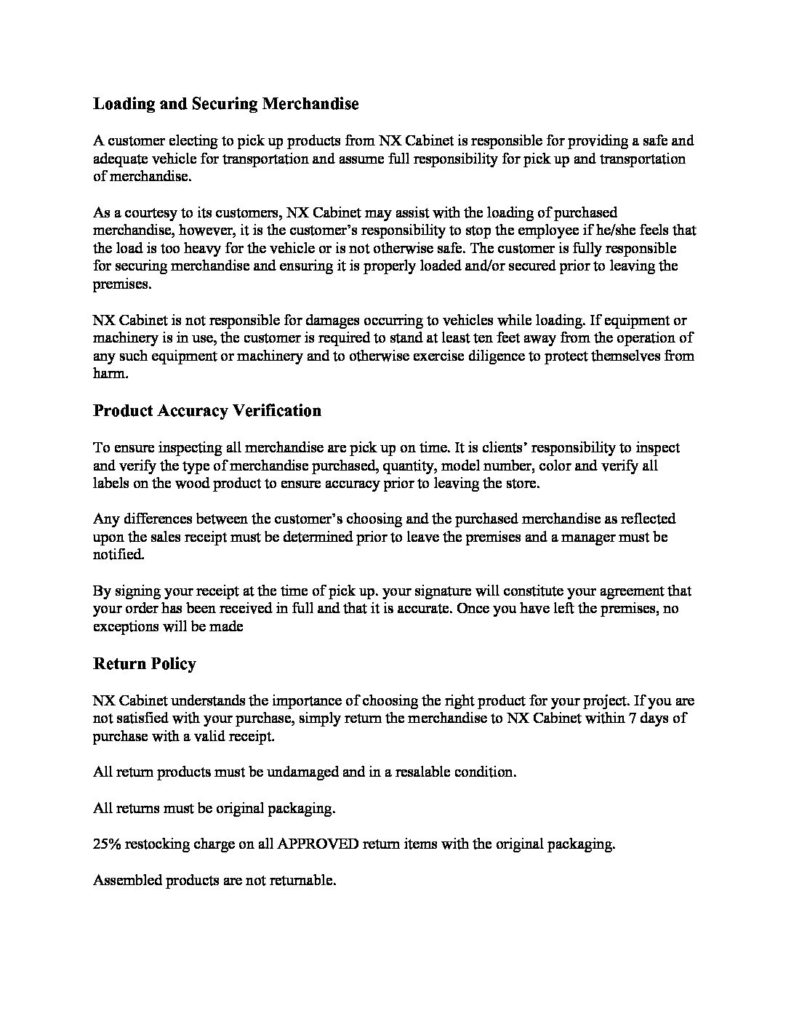 Loading and Securing Merchandise
A customer electing to pick up products from NX Cabinet is responsible for providing a safe and
adequate vehicle for transportation and assume full responsibility for pick up and transportation
of merchandise.
As a courtesy to its customers, NX Cabinet may assist with the loading of purchased
merchandise, however, it is the customer's responsibility to stop the employee if he/she feels that
the load is too heavy for the vehicle or is not otherwise safe. The customer is fully responsible
for securing merchandise and ensuring it is properly loaded and/or secured prior to leaving the
premises.
NX Cabinet is not responsible for damages occurring to vehicles while loading. If equipment or
machinery is in use, the customer is required to stand at least ten feet away from the operation of
any such equipment or machinery and to otherwise exercise diligence to protect themselves from
harm.
Product Accuracy Verification
To ensure inspecting all merchandise are pick up on time. It is clients' responsibility to inspect
and verify the type of merchandise purchased, quantity, model number, color and verify all
labels on the wood product to ensure accuracy prior to leaving the store.
Any differences between the customer's choosing and the purchased merchandise as reflected
upon the sales receipt must be determined prior to leave the premises and a manager must be
notified.
By signing your receipt at the time of pick up. your signature will constitute your agreement that
your order has been received in full and that it is accurate. Once you have left the premises, no
exceptions will be made
Return Policy
NX Cabinet understands the importance of choosing the right product for your project. If you are
not satisfied with your purchase, simply return the merchandise to NX Cabinet within 7 days of
purchase with a valid receipt.
All return products must be undamaged and in a resalable condition.
All returns must be original packaging.
25% restocking charge on all APPROVED return items with the original packaging.
Assembled products are not returnable.